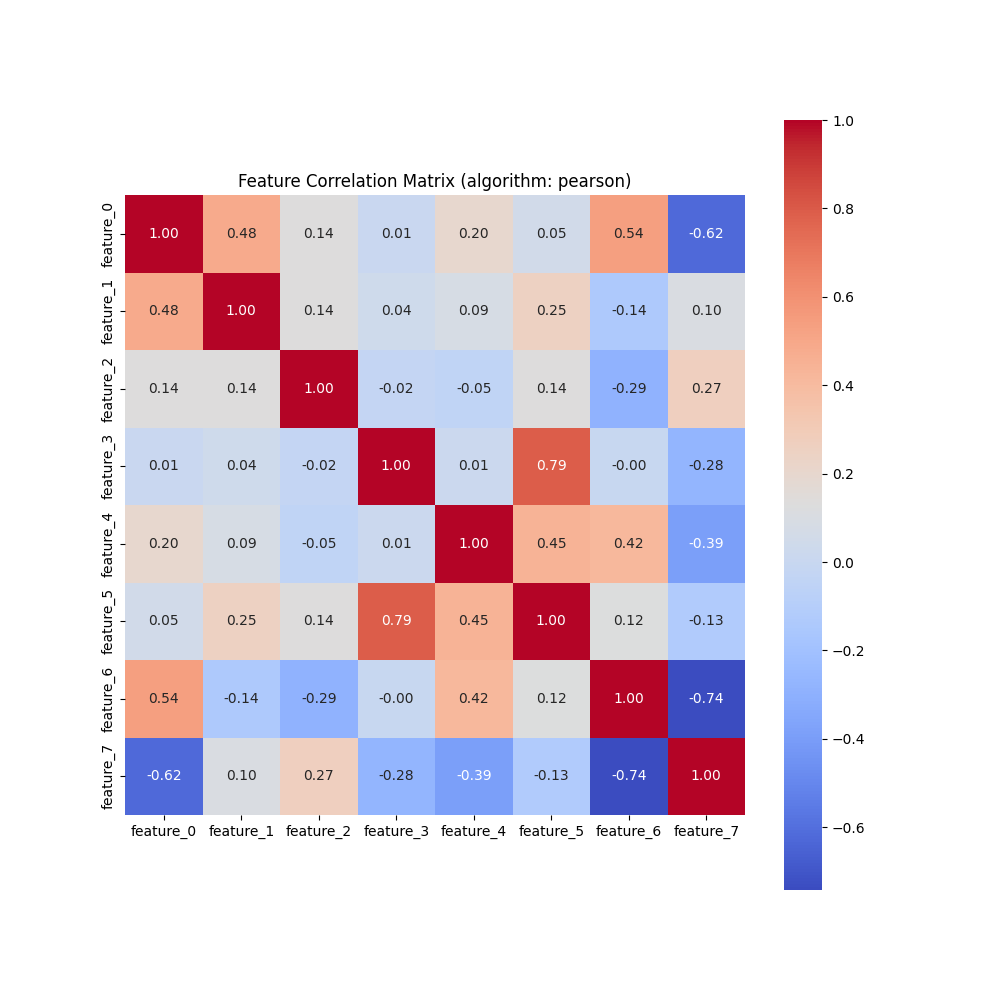 Feature Correlation Matrix (algorithm: pearson)
feature_0 1.00 0.48 0.14 0.01 0.20 0.05 0.54 -0.62
feature_1 0.48 1.00 0.14 0.04 0.09 0.25 -0.14 0.10
feature_2 0.14 0.14 1.00 -0.02 -0.05 0.14 -0.29 0.27
feature_3 0.01 0.04 -0.02 1.00 0.01 0.79 -0.00 -0.28
feature_4 0.20 0.09 -0.05 0.01 1.00 0.45 0.42 -0.39
feature_5 0.05 0.25 0.14 0.79 0.45 1.00 0.12 -0.13
feature_6 0.54 -0.14 -0.29 -0.00 0.42 0.12 1.00 -0.74
feature_7 -0.62 0.10 0.27 -0.28 -0.39 -0.13 -0.74 1.00
feature_0 feature_1 feature_2 feature_3 feature_4 feature_5 feature_6 feature_7
1.0
0.8
0.6
0.4
0.2
0.0
−0.2
−0.4
−0.6